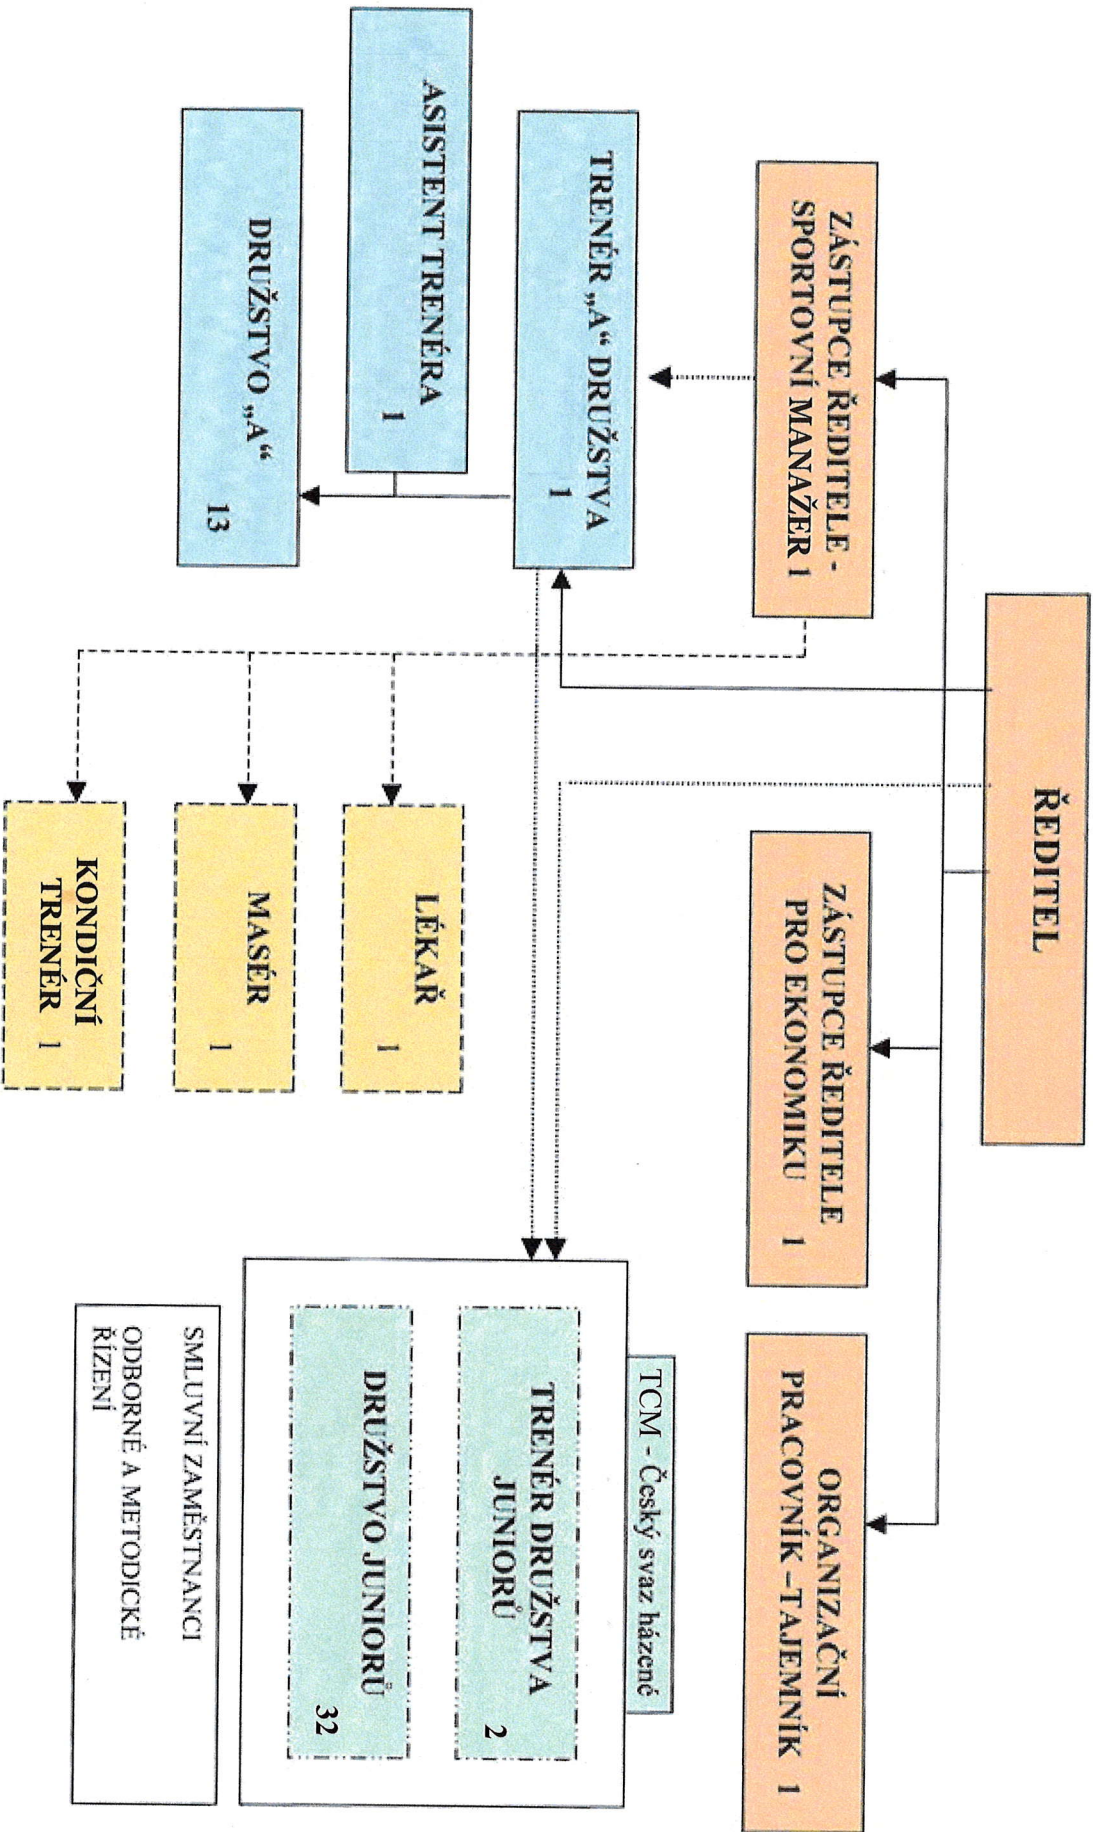 ŘEDITEL
ZÁSTUPCE ŘEDITELE -
SPORTOVNÍ MANAŽER 1
ZÁSTUPCE ŘEDITELE
PRO EKONOMIKU 1
ORGANIZAČNÍ
PRACOVNÍK –TAJEMNÍK 1
TRENÉR „A“ DRUŽSTVA
1
ASISTENT TRENÉRA
1
DRUŽSTVO „A“
13
LÉKAŘ
1
MASÉR
1
KONDIČNÍ
TRENÉR 1
TCM - Český svaz házené
TRENÉR DRUŽSTVA
JUNIORŮ
2
DRUŽSTVO JUNIORŮ
32
SMLUVNÍ ZAMĚSTNANCI
ODBORNÉ A METODICKÉ
ŘÍZENÍ